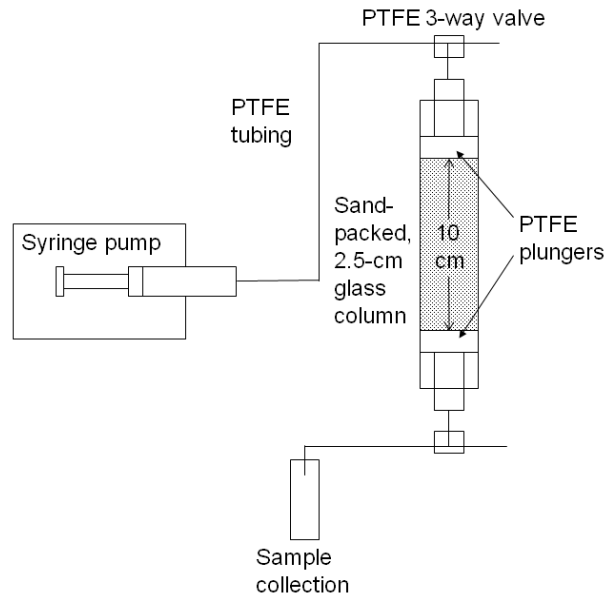 PTFE 3-way valve
PTFE
tubing
Sand-
packed,
2.5-cm
glass
column
10
cm
PTFE
plungers
Syringe pump
Sample
collection